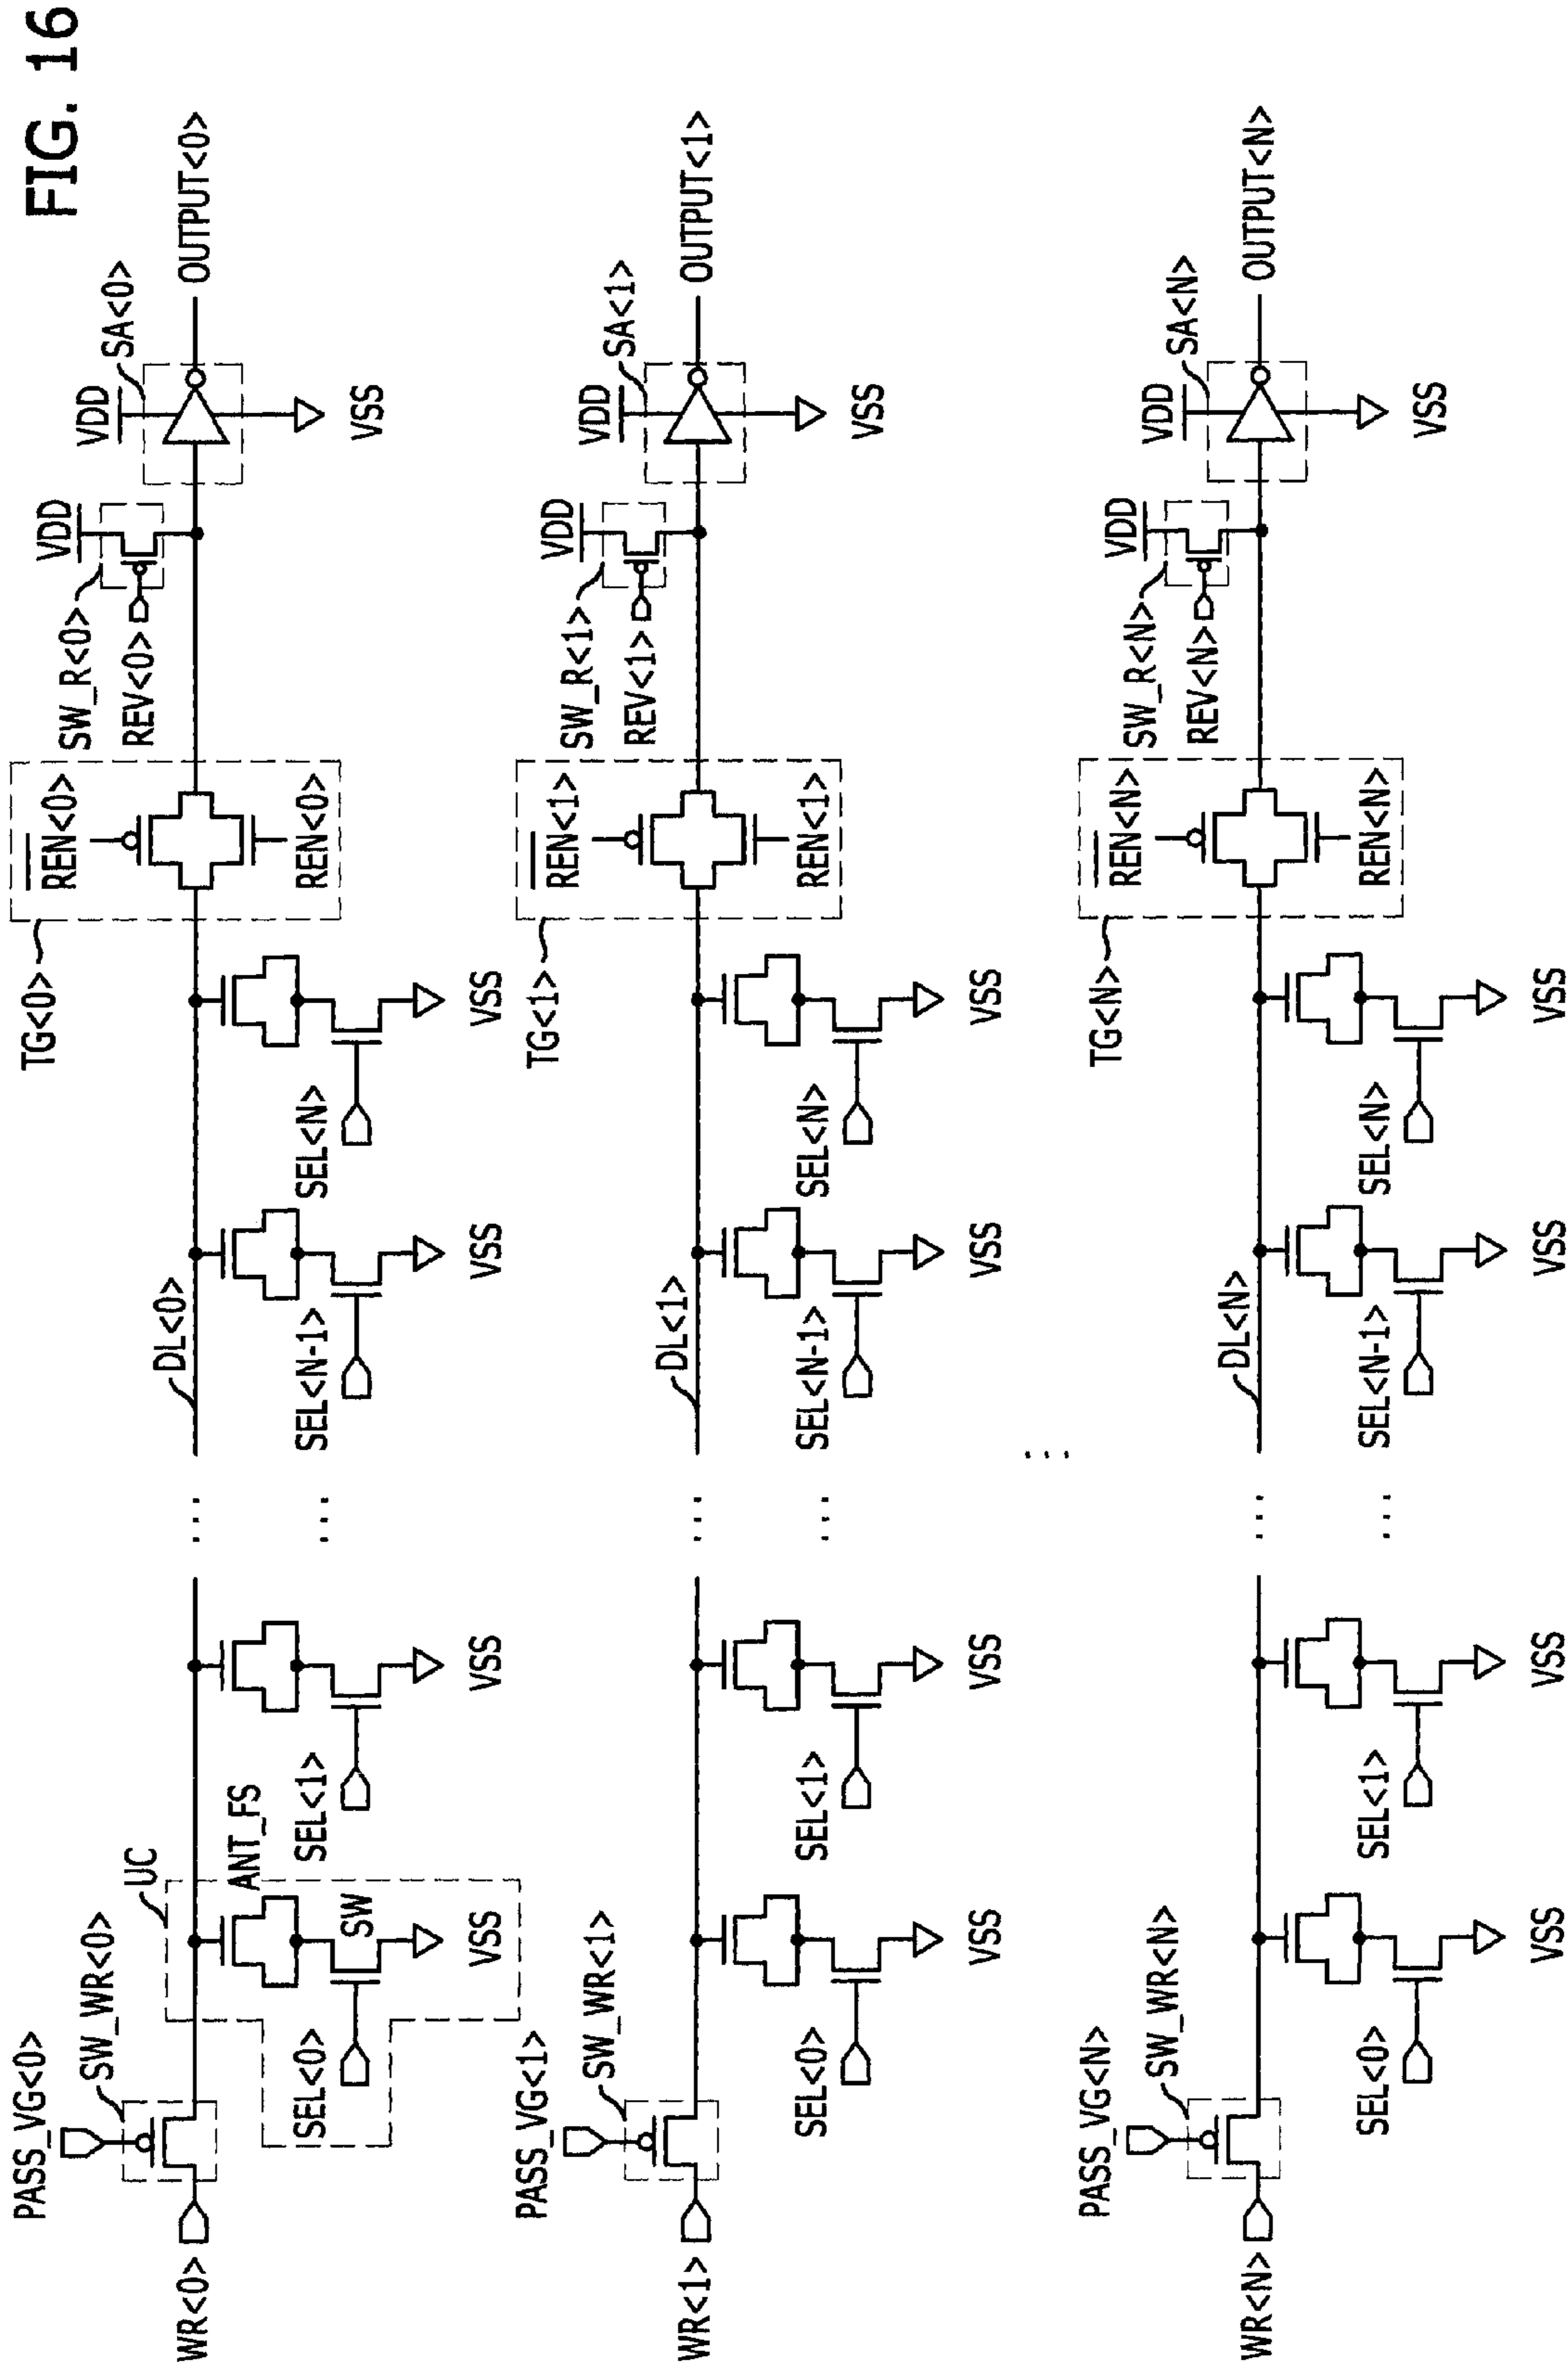 FIG. 16
PASS_VG<0>
SW_WR<0>
WR<0>
UC
ANT_FS
SW
SEL<0>
VSS
SEL<1>
VSS
...
...
DL<0>
SEL<N-1>
VSS
SEL<N>
VSS
TG<0>
REN<0>
REN<0>
SW_R<0>
REV<0>
VDD
VDD
SA<0>
VSS
OUTPUT<0>
PASS_VG<1>
SW_WR<1>
WR<1>
SEL<0>
VSS
SEL<1>
VSS
...
...
DL<1>
SEL<N-1>
VSS
SEL<N>
VSS
TG<1>
REN<1>
REN<1>
SW_R<1>
REV<1>
VDD
VDD
SA<1>
VSS
OUTPUT<1>
...
PASS_VG<N>
SW_WR<N>
WR<N>
SEL<0>
VSS
SEL<1>
VSS
...
...
DL<N>
SEL<N-1>
VSS
SEL<N>
VSS
TG<N>
REN<N>
REN<N>
SW_R<N>
REV<N>
VDD
VDD
SA<N>
VSS
OUTPUT<N>